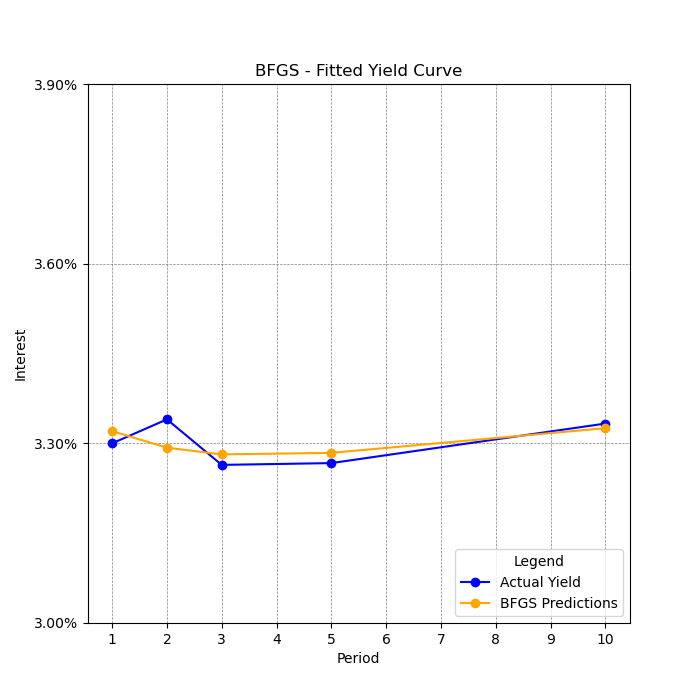 BFGS - Fitted Yield Curve
3.90%
3.60%
3.30%
3.00%
Interest
1 2 3 4 5 6 7 8 9 10
Period
Legend
Actual Yield
BFGS Predictions